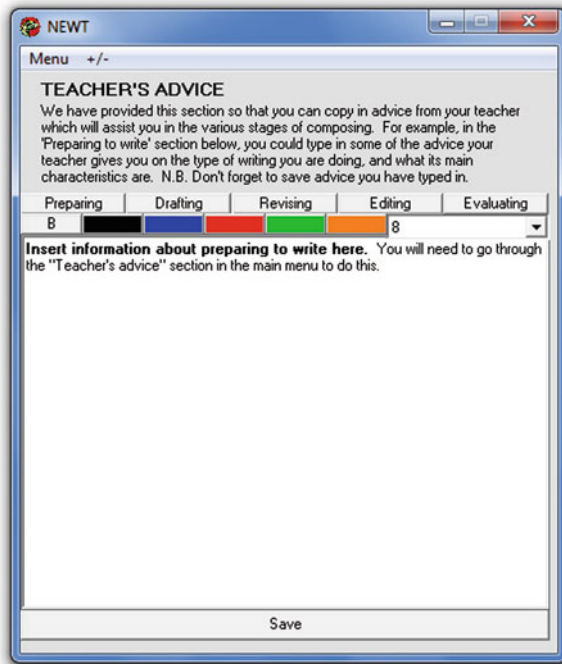 NEWT
Menu +/-
TEACHER'S ADVICE
We have provided this section so that you can copy in advice from your teacher
which will assist you in the various stages of composing. For example, in the
'Preparing to write' section below, you could type in some of the advice your
teacher gives you on the type of writing you are doing, and what its main
characteristics are. N.B. Don't forget to save advice you have typed in.
Preparing Drafting Revising Editing Evaluating
B 8
Insert information about preparing to write here. You will need to go through
the "Teacher's advice" section in the main menu to do this.
Save